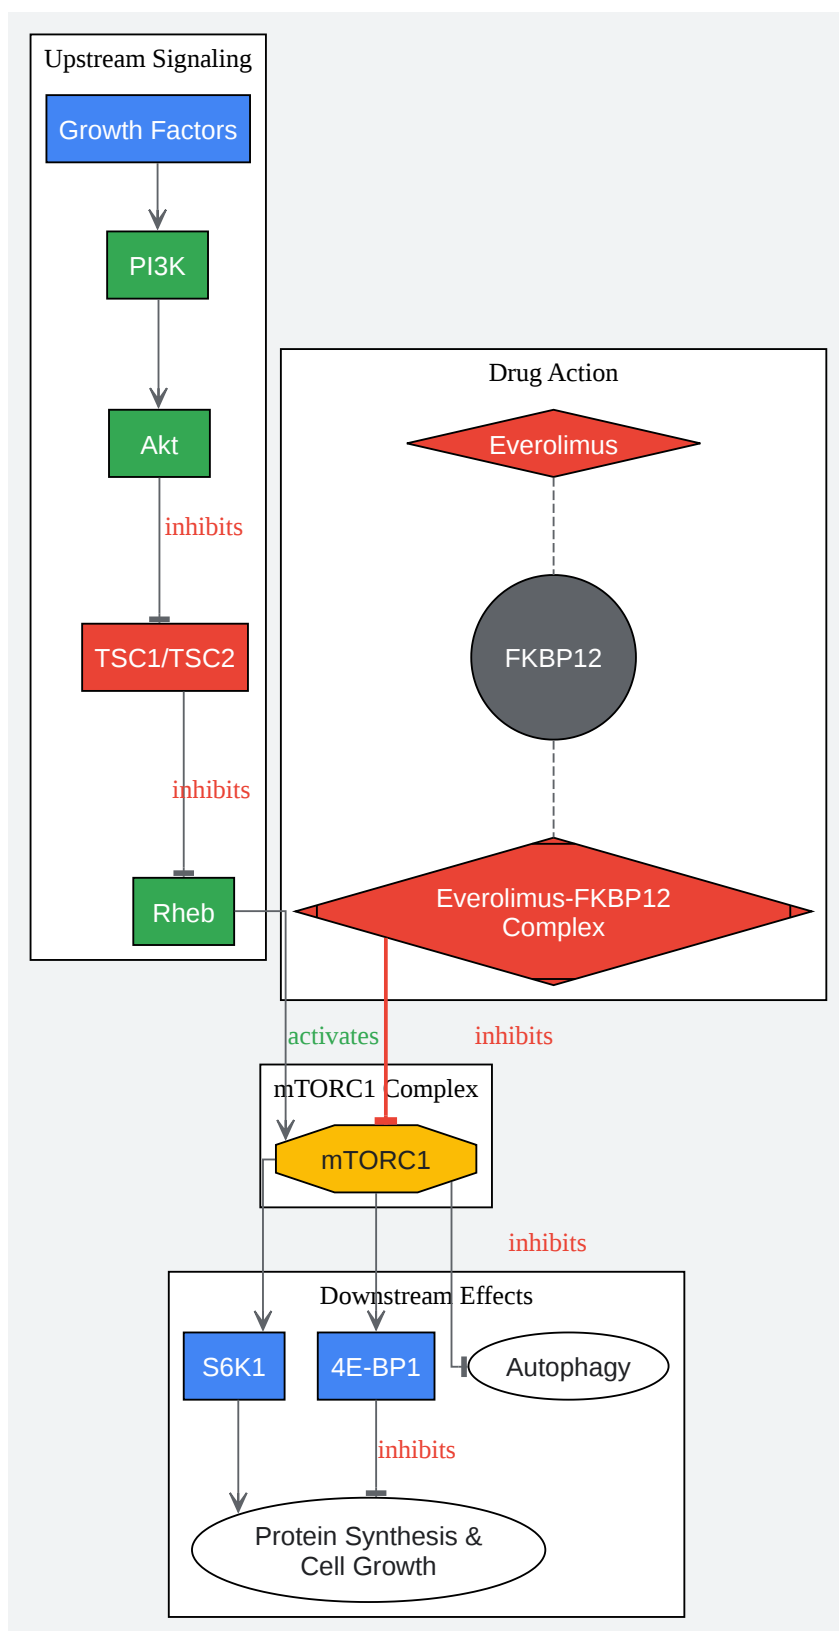 Upstream Signaling
Growth Factors
PI3K
Akt
inhibits
TSC1/TSC2
inhibits
Rheb
Drug Action
Everolimus
FKBP12
Everolimus-FKBP12
Complex
activates
inhibits
mTORC1 Complex
mTORC1
inhibits
Downstream Effects
S6K1
4E-BP1
Autophagy
inhibits
Protein Synthesis &
Cell Growth